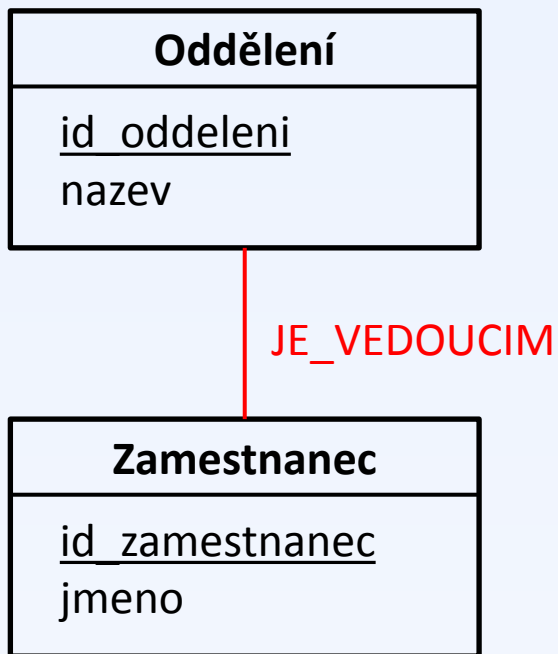 Oddělení
id_oddeleni
nazev
JE_VEDOUCIM
Zamestnanec
id_zamestnanec
jmeno